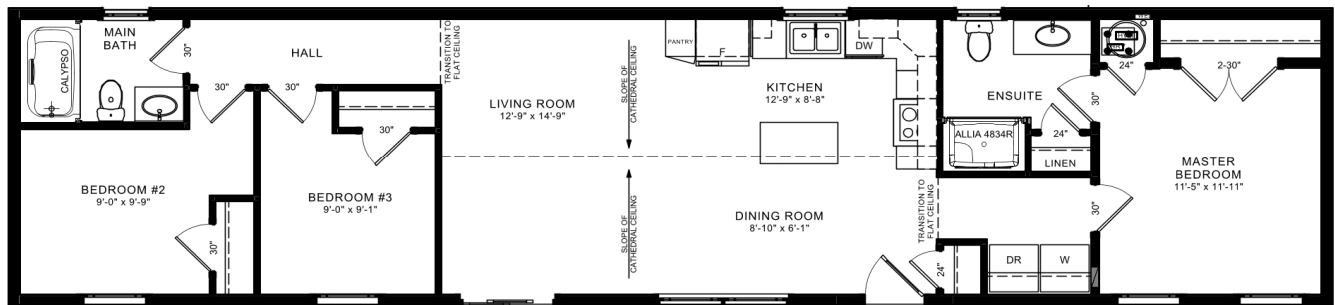 MAIN
BATH
CALYPSO
30"
HALL
30"
30"
TRANSITION TO
FLAT CEILING
30"
BEDROOM #2
9'-0" x 9'-9"
30"
BEDROOM #3
9'-0" x 9'-1"
LIVING ROOM
12'-9" x 14'-9"
SLOPE OF
CATHEDRAL CEILING
SLOPE OF
CATHEDRAL CEILING
PANTRY
F
DW
KITCHEN
12'-9" x 8'-8"
DINING ROOM
8'-10" x 6'-1"
TRANSITION TO
FLAT CEILING
24"
ENSUITE
30"
ALLIA 4834R
24"
LINEN
DR
W
30"
24"
2-30"
MASTER
BEDROOM
11'-5" x 11'-11"